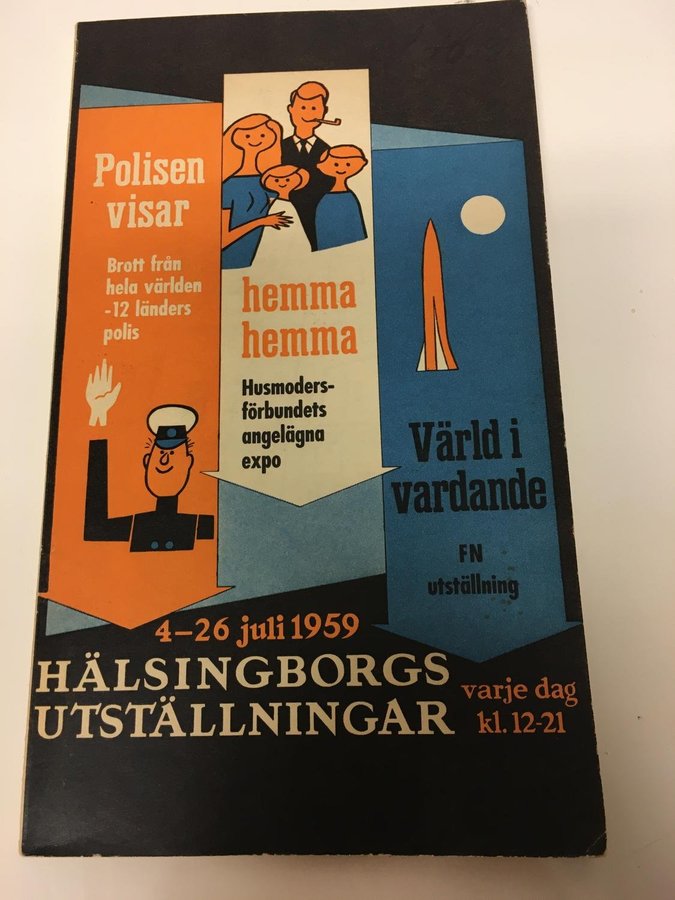 Polisen
visar
Brott från
hela världen
-12 länders
polis
hemma
hemma
Husmoders-
förbundets
angelägna
expo
Värld i
vardande
FN
utställning
4–26 juli 1959
HÄLSINGBORGS
UTSTÄLLNINGAR
varje dag
kl. 12-21